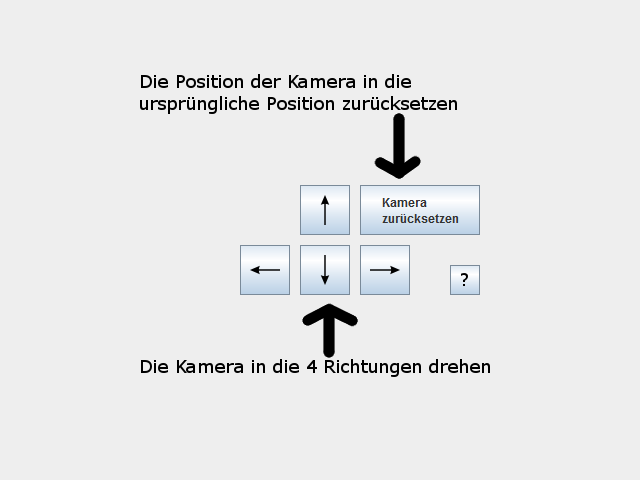 Die Position der Kamera in die
ursprüngliche Position zurücksetzen
Kamera
zurücksetzen
?
Die Kamera in die 4 Richtungen drehen